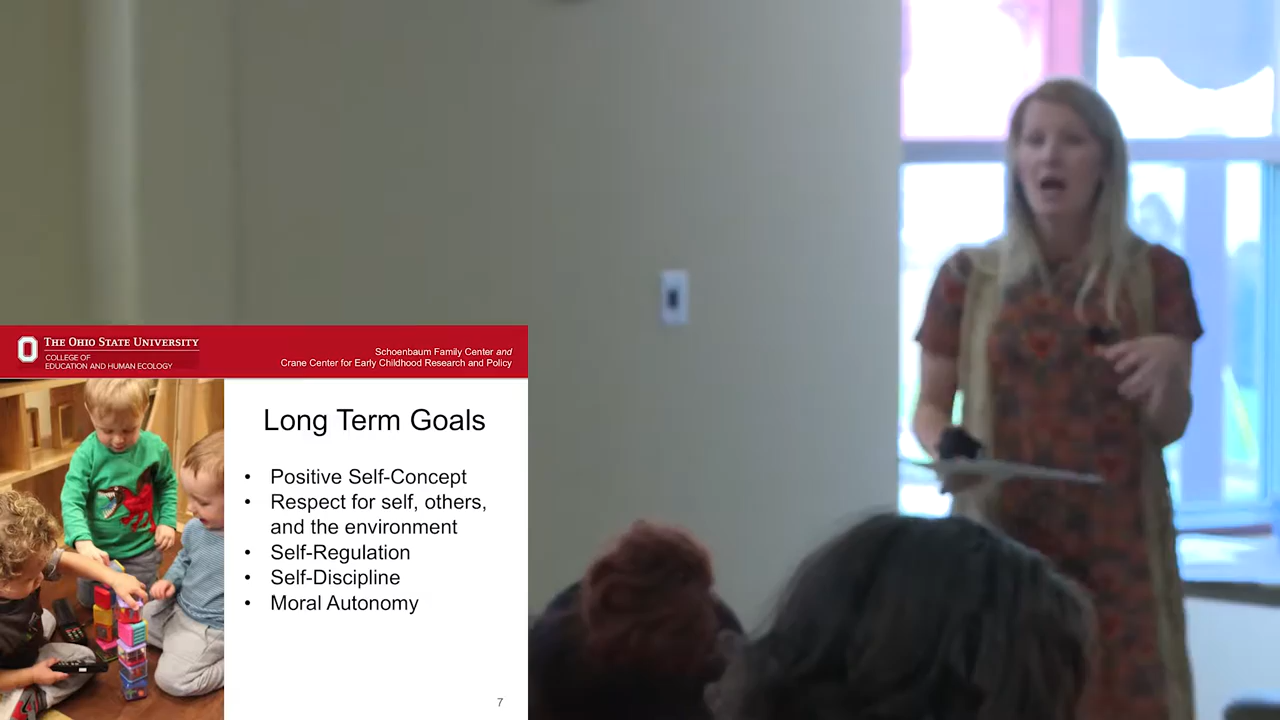 THE OHIO STATE UNIVERSITY
COLLEGE OF
EDUCATION AND HUMAN ECOLOGY
Schoenbaum Family Center and
Crane Center for Early Childhood Research and Policy
Long Term Goals
• Positive Self-Concept
• Respect for self, others,
and the environment
• Self-Regulation
• Self-Discipline
• Moral Autonomy
7